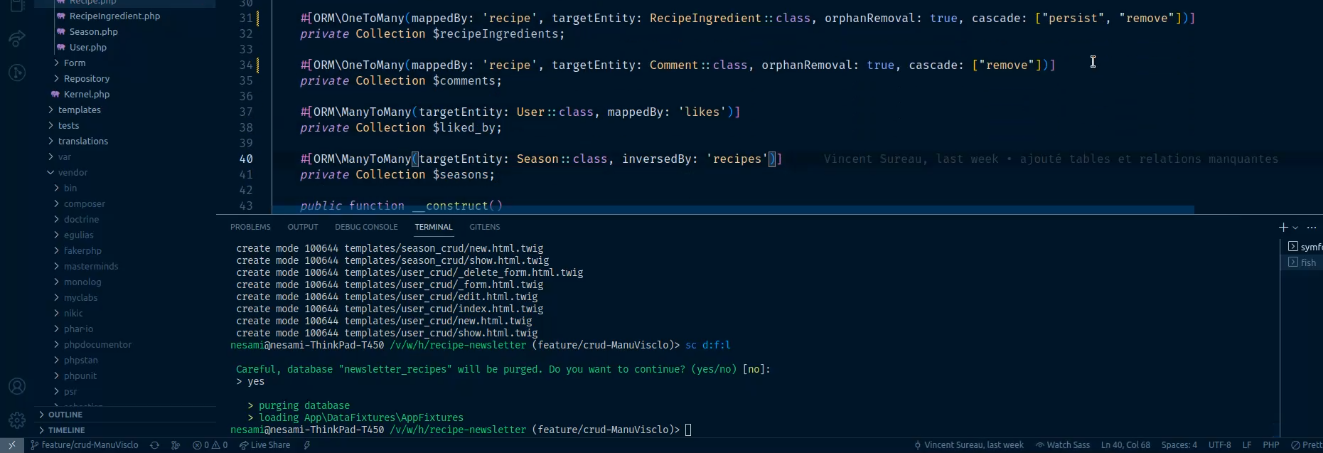 Recipe.php
RecipeIngredient.php
Season.php
User.php
Form
Repository
Kernel.php
templates
tests
translations
var
vendor
bin
composer
doctrine
egulias
fakerphp
masterminds
monolog
myclabs
nikic
phar-io
phpdocumentor
phpstan
phpunit
psr
OUTLINE
TIMELINE
30
31 #[ORM\OneToMany(mappedBy: 'recipe', targetEntity: RecipeIngredient::class, orphanRemoval: true, cascade: ["persist", "remove"])]
32 private Collection $recipeIngredients;
33
34 #[ORM\OneToMany(mappedBy: 'recipe', targetEntity: Comment::class, orphanRemoval: true, cascade: ["remove"])]
35 private Collection $comments;
36
37 #[ORM\ManyToMany(targetEntity: User::class, mappedBy: 'likes')]
38 private Collection $liked_by;
39
40 #[ORM\ManyToMany(targetEntity: Season::class, inversedBy: 'recipes')] Vincent Sureau, last week • ajouté tables et relations manquantes
41 private Collection $seasons;
42
43 public function __construct()
PROBLEMS OUTPUT DEBUG CONSOLE TERMINAL GITLENS
create mode 100644 templates/season_crud/new.html.twig
create mode 100644 templates/season_crud/show.html.twig
create mode 100644 templates/user_crud/_delete_form.html.twig
create mode 100644 templates/user_crud/_form.html.twig
create mode 100644 templates/user_crud/edit.html.twig
create mode 100644 templates/user_crud/index.html.twig
create mode 100644 templates/user_crud/new.html.twig
create mode 100644 templates/user_crud/show.html.twig
nesami@nesami-ThinkPad-T450 /v/w/h/recipe-newsletter (feature/crud-ManuVisclo)> sc d:f:l
Careful, database "newsletter_recipes" will be purged. Do you want to continue? (yes/no) [no]:
> yes
> purging database
> loading App\DataFixtures\AppFixtures
nesami@nesami-ThinkPad-T450 /v/w/h/recipe-newsletter (feature/crud-ManuVisclo)>
symf
fish
feature/crud-ManuVisclo 0 0 Live Share Vincent Sureau, last week Watch Sass Ln 40, Col 68 Spaces: 4 UTF-8 LF PHP Prett